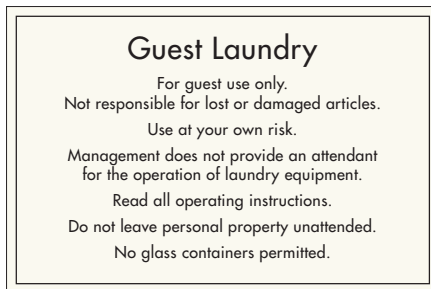 Guest Laundry
For guest use only.
Not responsible for lost or damaged articles.
Use at your own risk.
Management does not provide an attendant
for the operation of laundry equipment.
Read all operating instructions.
Do not leave personal property unattended.
No glass containers permitted.